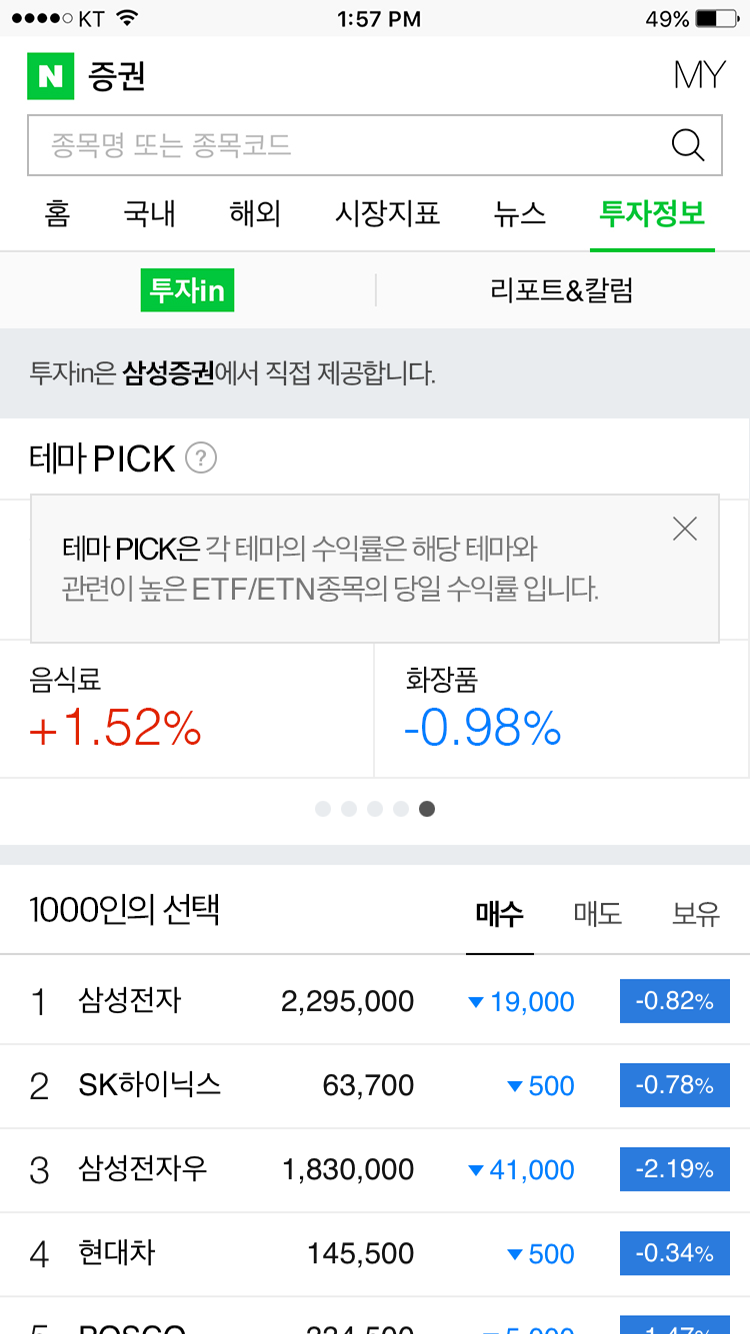 KT 1:57 PM 49%
N 증권 MY
종목명 또는 종목코드
홈 국내 해외 시장지표 뉴스 투자정보
투자in 리포트&칼럼
투자in은 삼성증권에서 직접 제공합니다.
테마 PICK ?
테마 PICK은 각 테마의 수익률은 해당 테마와
관련이 높은 ETF/ETN종목의 당일 수익률 입니다.
음식료 화장품
+1.52% -0.98%
1000인의 선택 매수 매도 보유
1 삼성전자 2,295,000 ▼19,000 -0.82%
2 SK하이닉스 63,700 ▼500 -0.78%
3 삼성전자우 1,830,000 ▼41,000 -2.19%
4 현대차 145,500 ▼500 -0.34%
5 POSCO